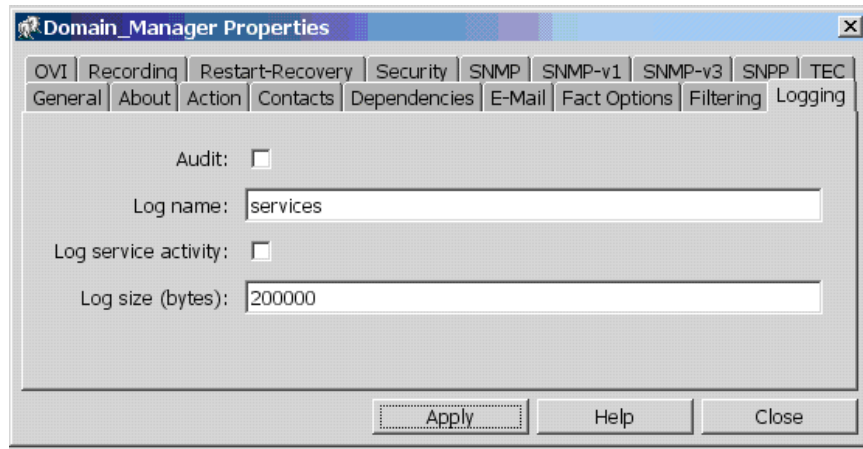 Domain_Manager Properties
OVI Recording Restart-Recovery Security SNMP SNMP-v1 SNMP-v3 SNPP TEC
General About Action Contacts Dependencies E-Mail Fact Options Filtering Logging
Audit:
Log name: services
Log service activity:
Log size (bytes): 200000
Apply Help Close